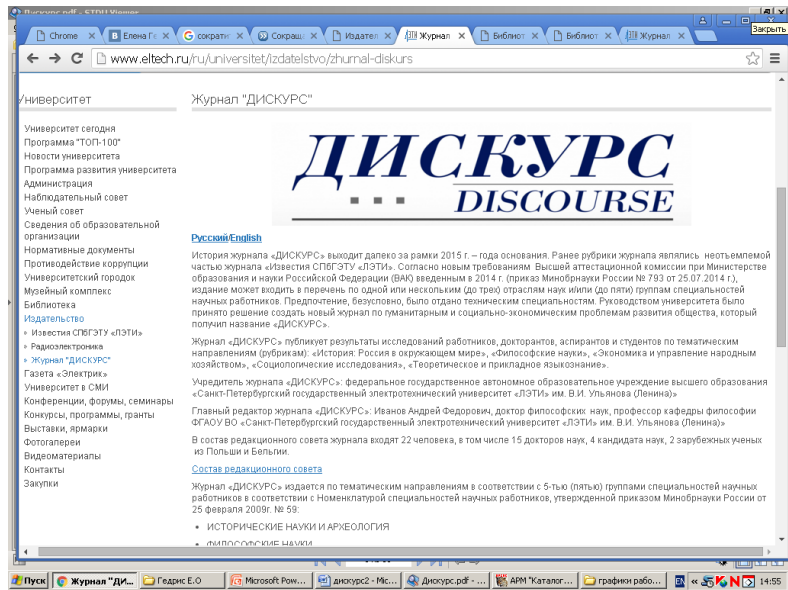 Дискурс.pdf - STDU Viewer
Chrome
Елена Ге
сократи
Сокращ
Издател
Журнал
Библиот
Библиот
Журнал
Закрыть
www.eltech.ru/ru/universitet/izdatelstvo/zhurnal-diskurs
Университет
Университет сегодня
Программа "ТОП-100"
Новости университета
Программа развития университета
Администрация
Наблюдательный совет
Ученый совет
Сведения об образовательной
организации
Нормативные документы
Противодействие коррупции
Университетский городок
Музейный комплекс
Библиотека
Издательство
» Известия СПбГЭТУ «ЛЭТИ»
» Радиоэлектроника
» Журнал "ДИСКУРС"
Газета «Электрик»
Университет в СМИ
Конференции, форумы, семинары
Конкурсы, программы, гранты
Выставки, ярмарки
Фотогалереи
Видеоматериалы
Контакты
Закупки
Журнал "ДИСКУРС"
ДИСКУРС
DISCOURSE
Русский/English
История журнала «ДИСКУРС» выходит далеко за рамки 2015 г. – года основания. Ранее рубрики журнала являлись неотъемлемой
частью журнала «Известия СПбГЭТУ «ЛЭТИ». Согласно новым требованиям Высшей аттестационной комиссии при Министерстве
образования и науки Российской Федерации (ВАК) введенным в 2014 г. (приказ Минобрнауки России № 793 от 25.07.2014 г.),
издание может входить в перечень по одной или нескольким (до трех) отраслям наук и/или (до пяти) группам специальностей
научных работников. Предпочтение, безусловно, было отдано техническим специальностям. Руководством университета было
принято решение создать новый журнал по гуманитарным и социально-экономическим проблемам развития общества, который
получил название «ДИСКУРС».
Журнал «ДИСКУРС» публикует результаты исследований работников, докторантов, аспирантов и студентов по тематическим
направлениям (рубрикам): «История: Россия в окружающем мире», «Философские науки», «Экономика и управление народным
хозяйством», «Социологические исследования», «Теоретическое и прикладное языкознание».
Учредитель журнала «ДИСКУРС»: федеральное государственное автономное образовательное учреждение высшего образования
«Санкт-Петербургский государственный электротехнический университет «ЛЭТИ» им. В.И. Ульянова (Ленина)»
Главный редактор журнала «ДИСКУРС»: Иванов Андрей Федорович, доктор философских наук, профессор кафедры философии
ФГАОУ ВО «Санкт-Петербургский государственный электротехнический университет «ЛЭТИ» им. В.И. Ульянова (Ленина)»
В состав редакционного совета журнала входят 22 человека, в том числе 15 докторов наук, 4 кандидата наук, 2 зарубежных ученых
из Польши и Бельгии.
Состав редакционного совета
Журнал «ДИСКУРС» издается по тематическим направлениям в соответствии с 5-тью (пятью) группами специальностей научных
работников в соответствии с Номенклатурой специальностей научных работников, утвержденной приказом Минобрнауки России от
25 февраля 2009г. № 59:
• ИСТОРИЧЕСКИЕ НАУКИ И АРХЕОЛОГИЯ
• ФИЛОСОФСКИЕ НАУКИ
Пуск
Журнал "ДИ...
Гедрис Е.О
Microsoft Pow...
дискурс2 - Mic...
Дискурс.pdf - ...
АРМ "Каталог...
графики рабо...
EN
14:55